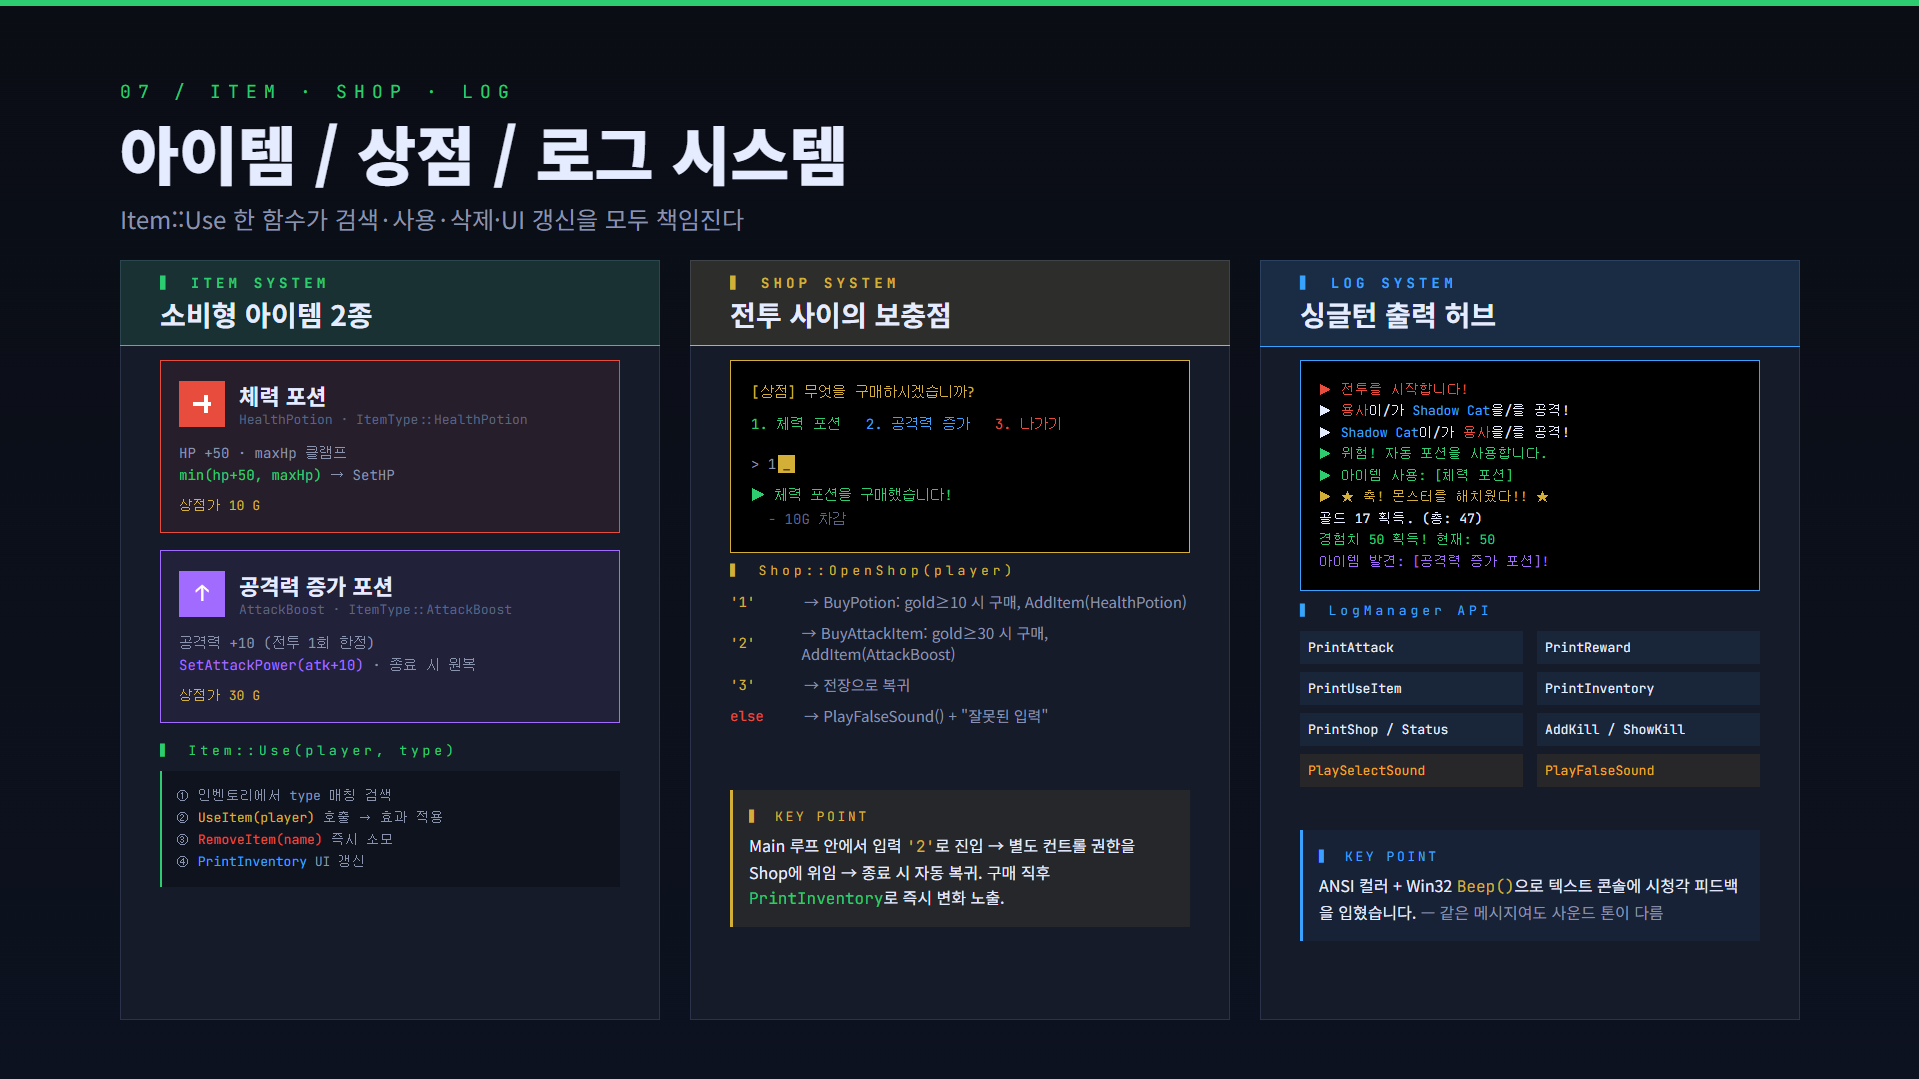 07 / ITEM · SHOP · LOG
아이템 / 상점 / 로그 시스템
Item::Use 한 함수가 검색·사용·삭제·UI 갱신을 모두 책임진다
ITEM SYSTEM
소비형 아이템 2종
체력 포션
HealthPotion · ItemType::HealthPotion
HP +50 · maxHp 클램프
min(hp+50, maxHp) → SetHP
상점가 10 G
↑
공격력 증가 포션
AttackBoost · ItemType::AttackBoost
공격력 +10 (전투 1회 한정)
SetAttackPower(atk+10) · 종료 시 원복
상점가 30 G
Item::Use(player, type)
① 인벤토리에서 type 매칭 검색
② UseItem(player) 호출 → 효과 적용
③ RemoveItem(name) 즉시 소모
④ PrintInventory UI 갱신
SHOP SYSTEM
전투 사이의 보충점
[상점] 무엇을 구매하시겠습니까?
1. 체력 포션 2. 공격력 증가 3. 나가기
> 1_
▶ 체력 포션을 구매했습니다!
- 10G 차감
Shop::OpenShop(player)
'1' → BuyPotion: gold≥10 시 구매, AddItem(HealthPotion)
'2' → BuyAttackItem: gold≥30 시 구매,
AddItem(AttackBoost)
'3' → 전장으로 복귀
else → PlayFalseSound() + "잘못된 입력"
KEY POINT
Main 루프 안에서 입력 '2'로 진입 → 별도 컨트롤 권한을
Shop에 위임 → 종료 시 자동 복귀. 구매 직후
PrintInventory로 즉시 변화 노출.
LOG SYSTEM
싱글턴 출력 허브
▶ 전투를 시작합니다!
▶ 용사이/가 Shadow Cat을/를 공격!
▶ Shadow Cat이/가 용사을/를 공격!
▶ 위험! 자동 포션을 사용합니다.
▶ 아이템 사용: [체력 포션]
▶ ★ 축! 몬스터를 해치웠다!! ★
골드 17 획득. (총: 47)
경험치 50 획득! 현재: 50
아이템 발견: [공격력 증가 포션]!
LogManager API
PrintAttack PrintReward
PrintUseItem PrintInventory
PrintShop / Status AddKill / ShowKill
PlaySelectSound PlayFalseSound
KEY POINT
ANSI 컬러 + Win32 Beep()으로 텍스트 콘솔에 시청각 피드백
을 입혔습니다. — 같은 메시지여도 사운드 톤이 다름